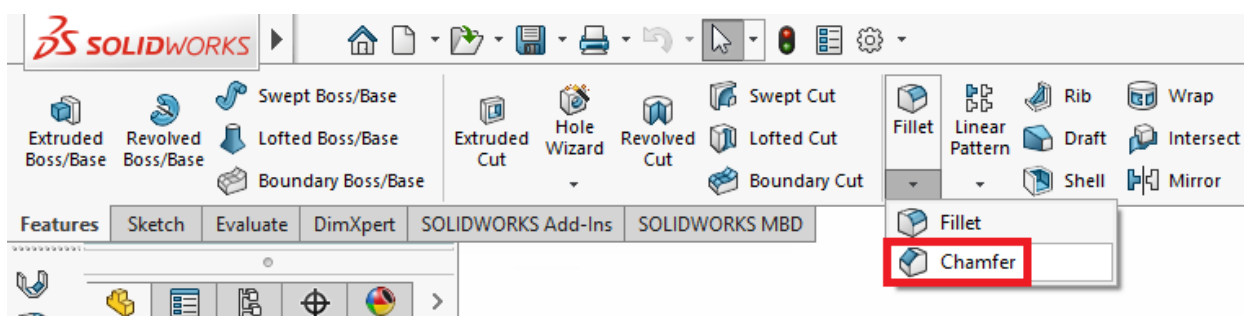 SOLIDWORKS
Swept Boss/Base
Swept Cut
Rib
Wrap
Extruded Boss/Base
Revolved Boss/Base
Lofted Boss/Base
Extruded Cut
Hole Wizard
Revolved Cut
Lofted Cut
Fillet
Linear Pattern
Draft
Intersect
Boundary Boss/Base
Boundary Cut
Shell
Mirror
Features
Sketch
Evaluate
DimXpert
SOLIDWORKS Add-Ins
SOLIDWORKS MBD
Fillet
Chamfer